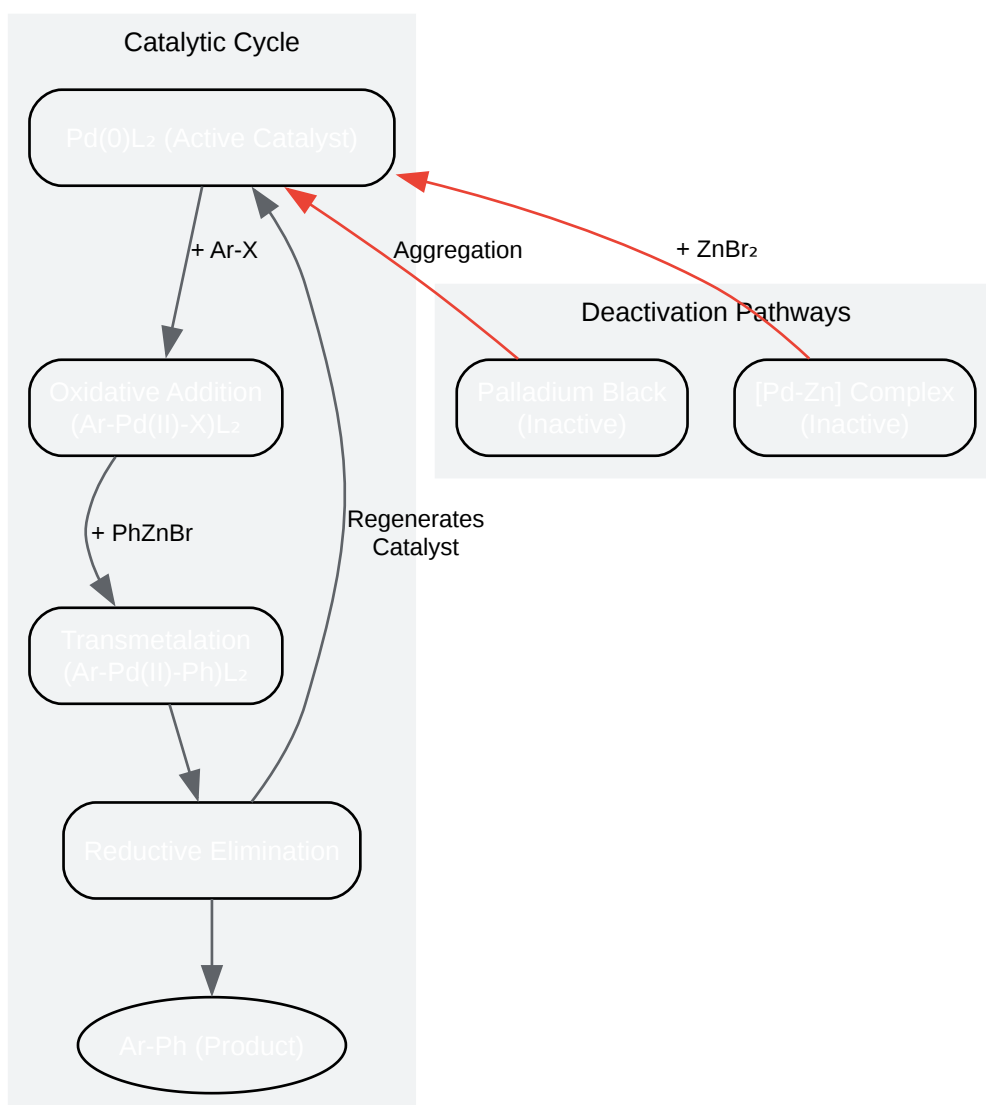 Catalytic Cycle
Pd(0)L₂ (Active Catalyst)
+ Ar-X
Aggregation
+ ZnBr₂
Deactivation Pathways
Oxidative Addition
(Ar-Pd(II)-X)L₂
Palladium Black
(Inactive)
[Pd-Zn] Complex
(Inactive)
+ PhZnBr
Regenerates
Catalyst
Transmetalation
(Ar-Pd(II)-Ph)L₂
Reductive Elimination
Ar-Ph (Product)